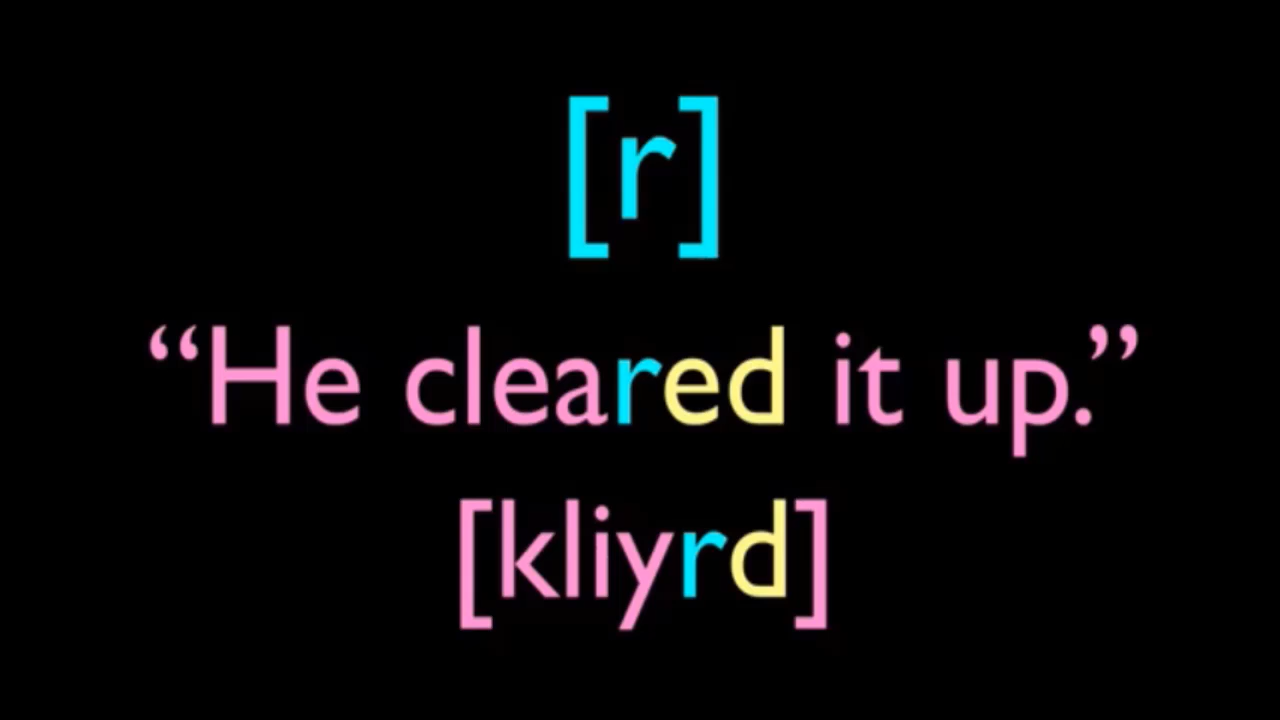 [r]
“He cleared it up.”
[kliyrd]